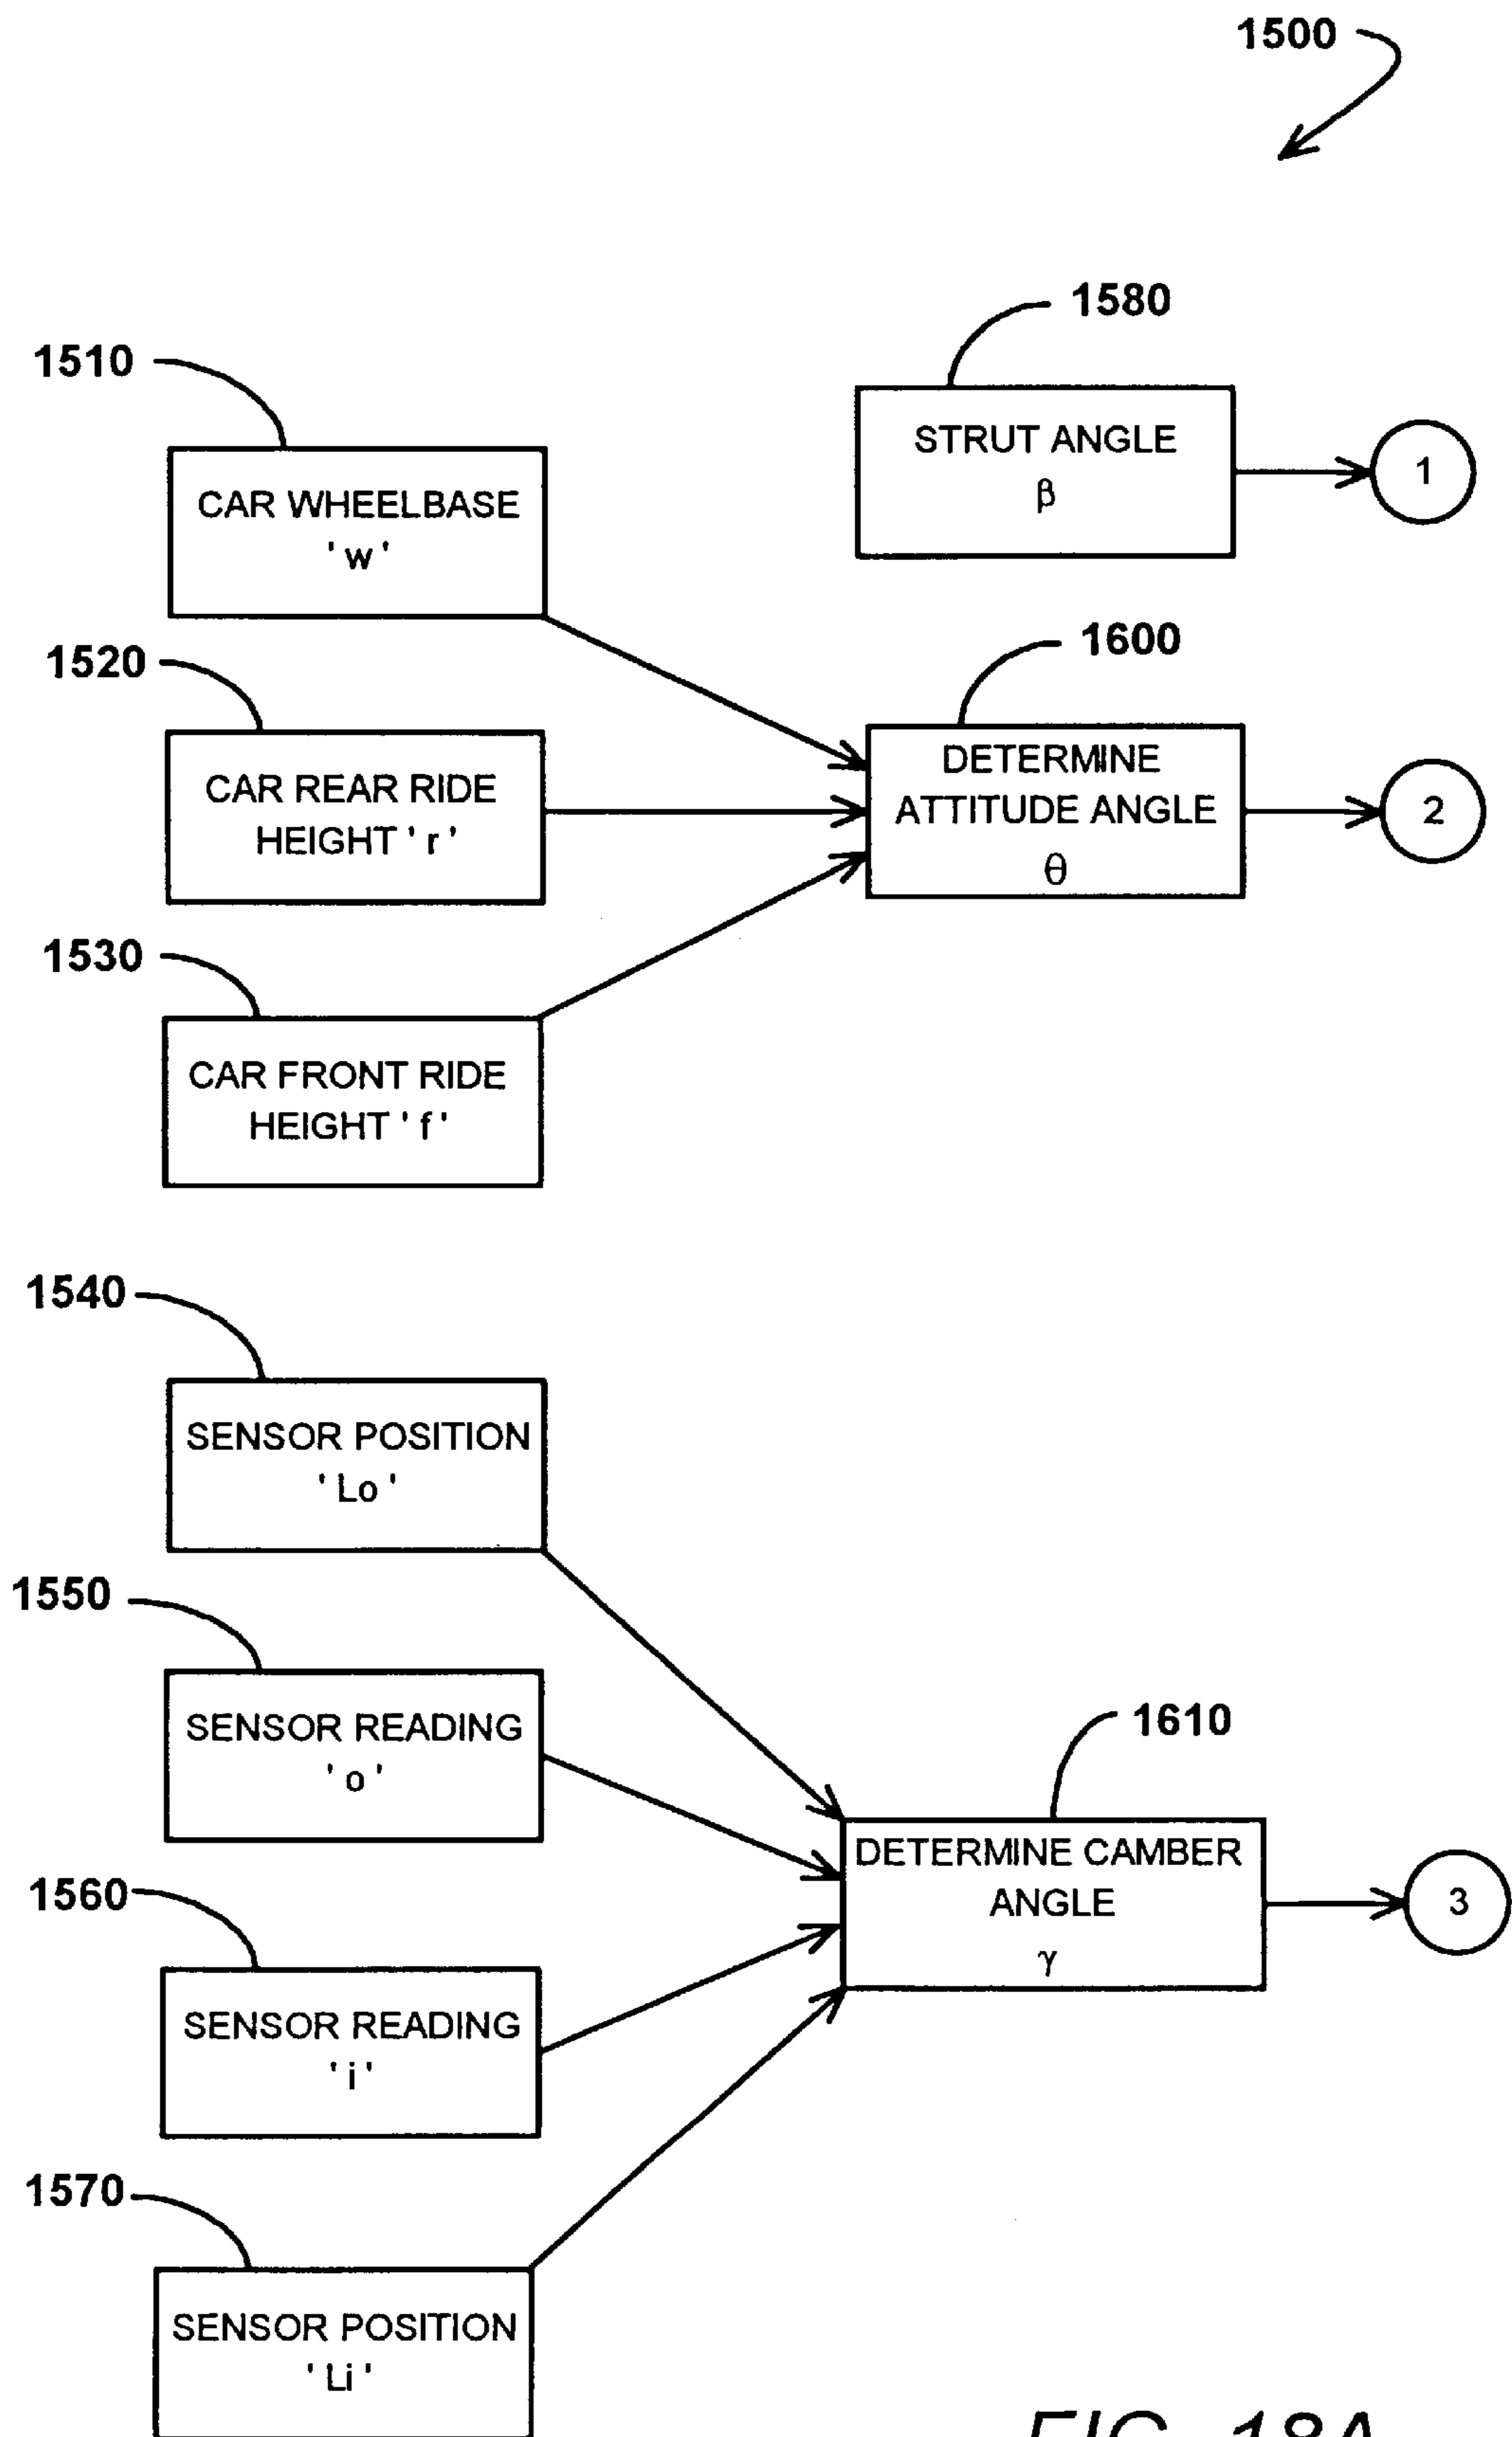 1500
1580
1510
STRUT ANGLE
β
1
CAR WHEELBASE
' w '
1600
1520
DETERMINE
ATTITUDE ANGLE
θ
2
CAR REAR RIDE
HEIGHT ' r '
1530
CAR FRONT RIDE
HEIGHT ' f '
1540
SENSOR POSITION
' Lo '
1550
SENSOR READING
' o '
1610
DETERMINE CAMBER
ANGLE
γ
3
1560
SENSOR READING
' i '
1570
SENSOR POSITION
' Li '
FIG. 18A